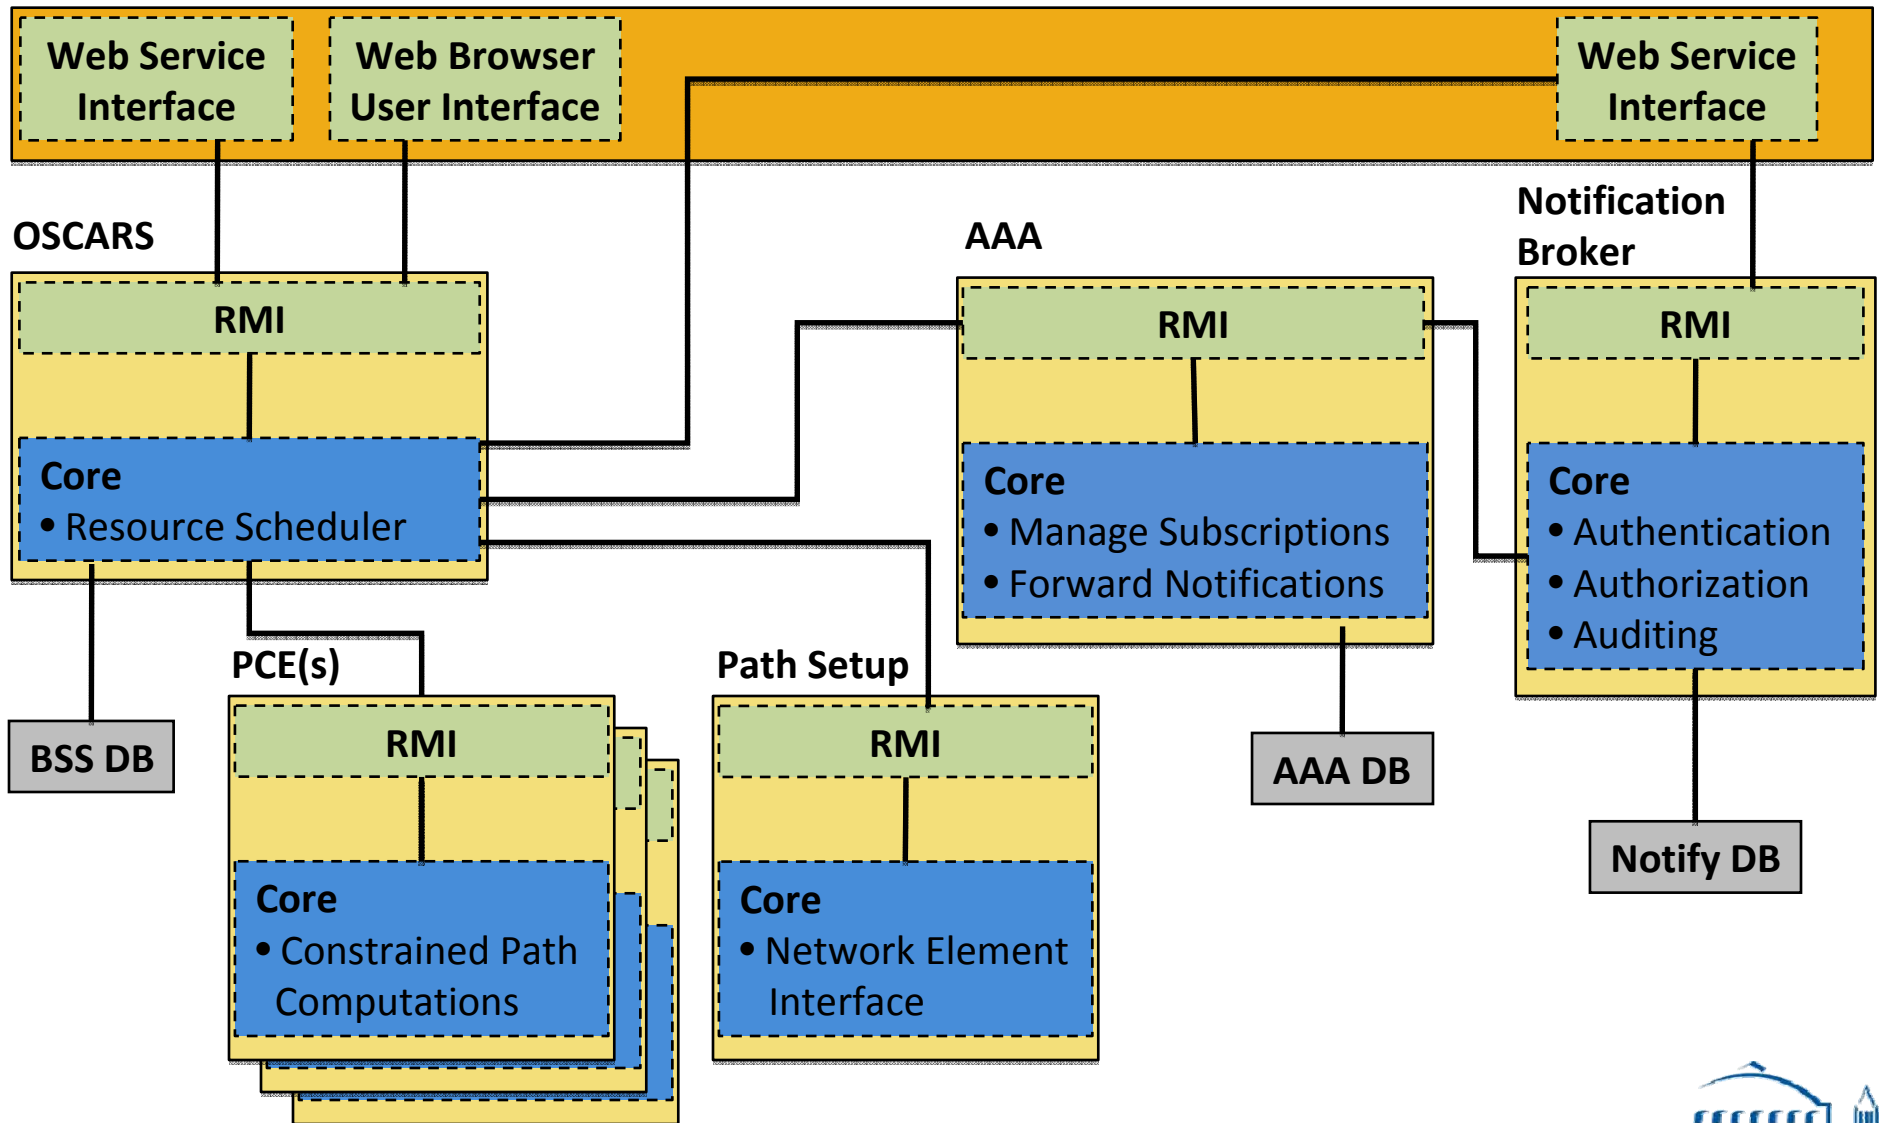 Web Service
Interface
Web Browser
User Interface
Web Service
Interface
OSCARS
AAA
Notification
Broker
RMI
RMI
RMI
Core
• Resource Scheduler
Core
• Manage Subscriptions
• Forward Notifications
Core
• Authentication
• Authorization
• Auditing
PCE(s)
Path Setup
BSS DB
RMI
RMI
AAA DB
Notify DB
Core
• Constrained Path
Computations
Core
• Network Element
Interface